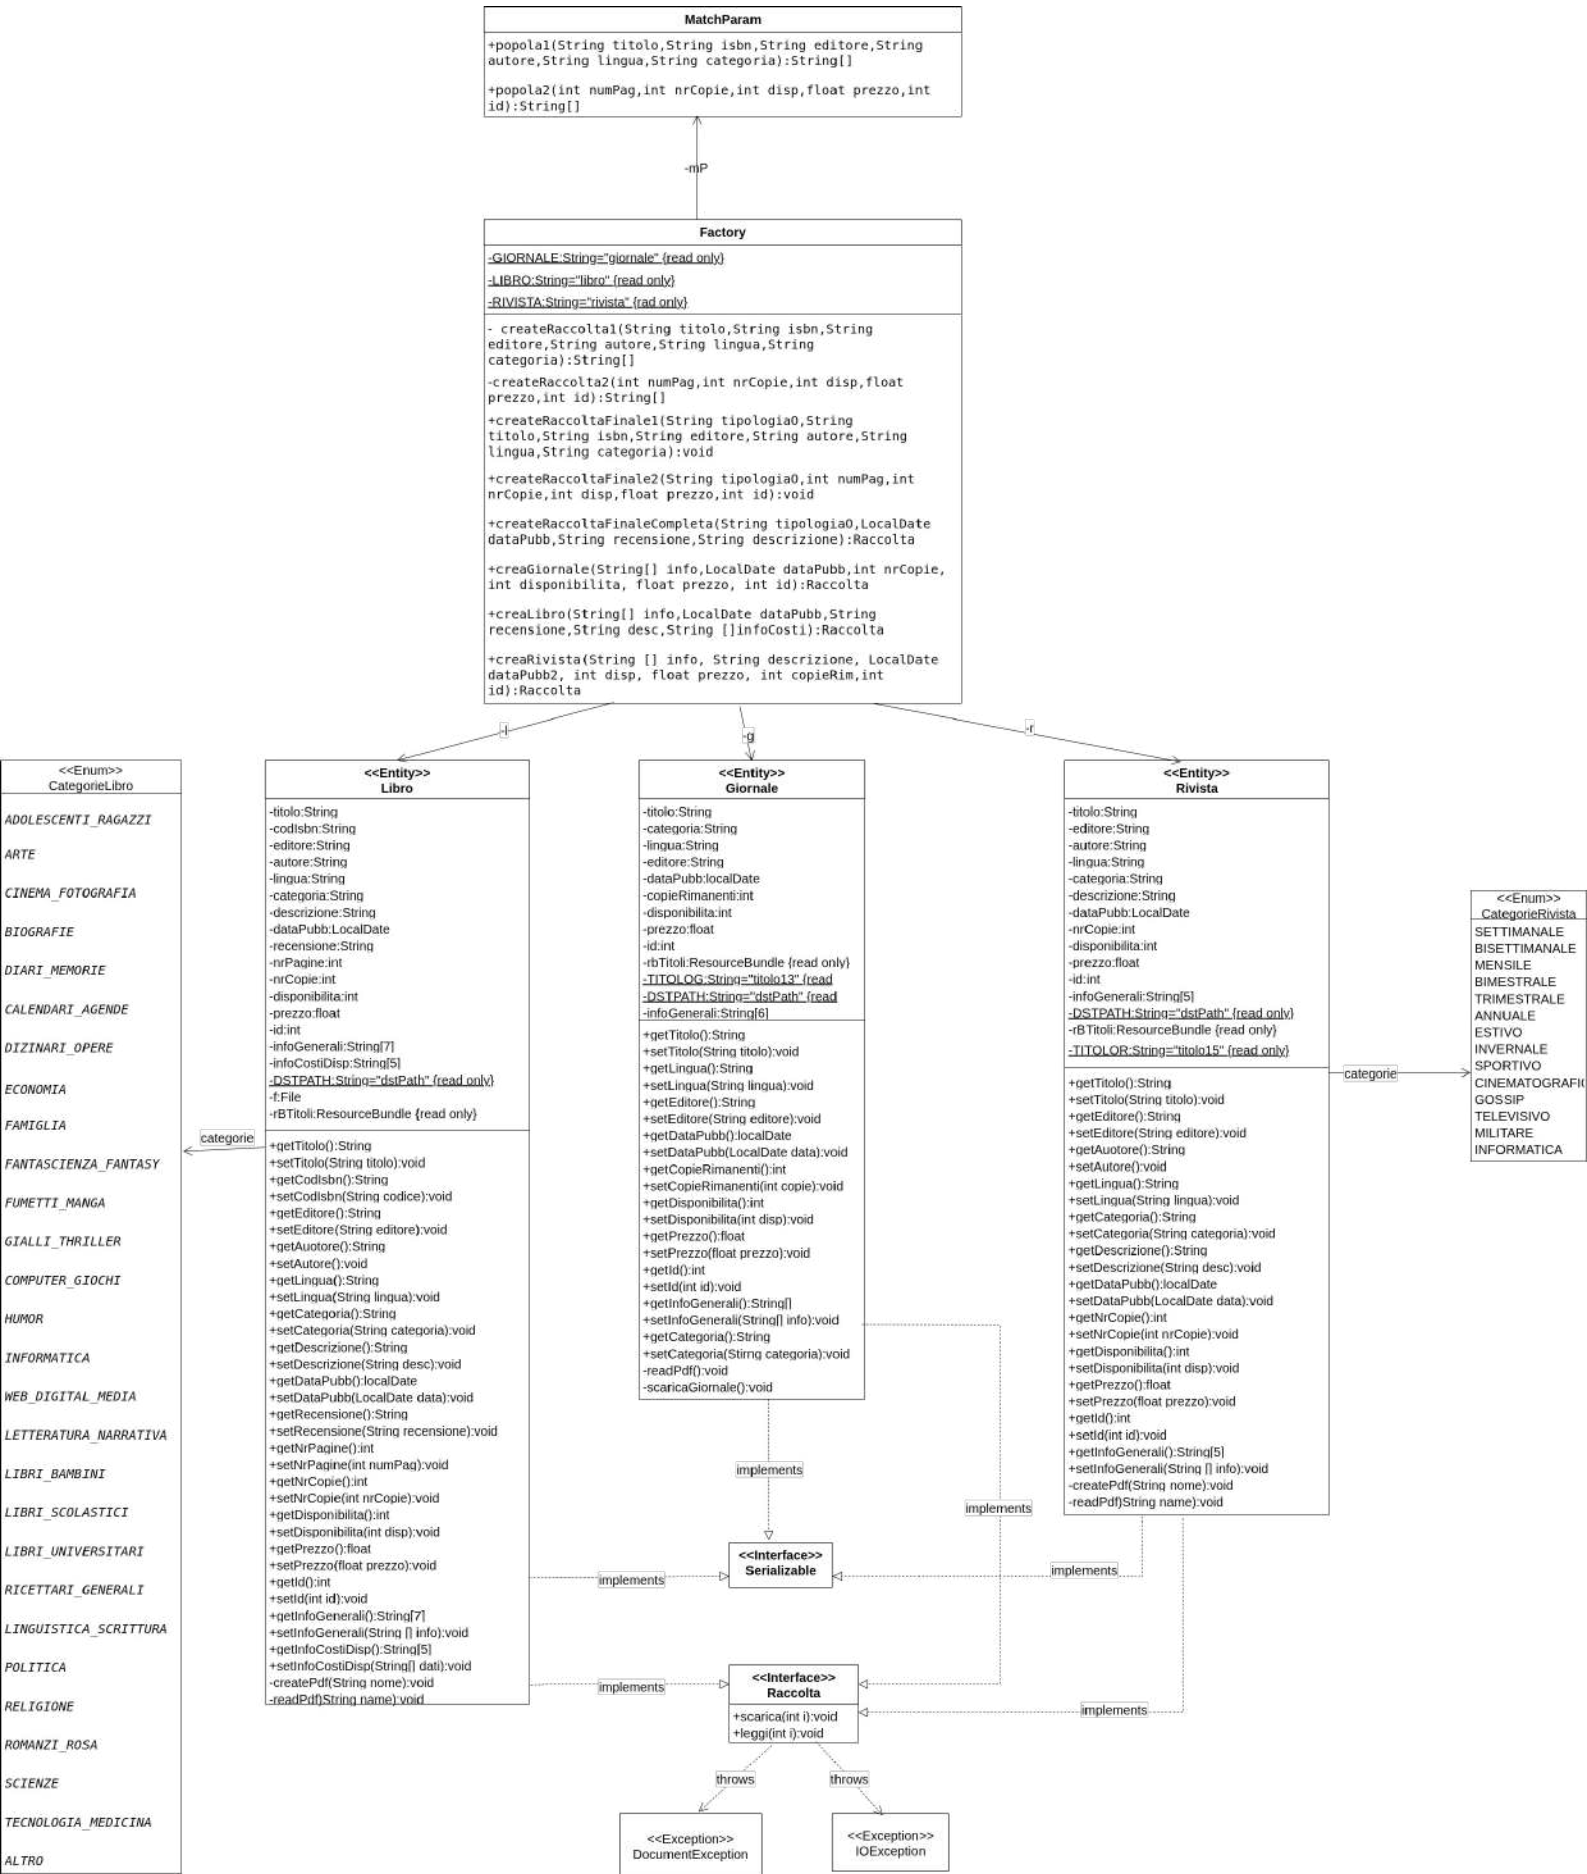 MatchParam
+popola1(String titolo,String isbn,String editore,String
autore,String lingua,String categoria):String[]
+popola2(int numPag,int nrCopie,int disp,float prezzo,int
id):String[]
-mP
Factory
-GIORNALE:String="giornale" {read only}
-LIBRO:String="libro" {read only}
-RIVISTA:String="rivista" {rad only}
- createRaccolta1(String titolo,String isbn,String
editore,String autore,String lingua,String
categoria):String[]
-createRaccolta2(int numPag,int nrCopie,int disp,float
prezzo,int id):String[]
+createRaccoltaFinale1(String tipologiaO,String
titolo,String isbn,String editore,String autore,String
lingua,String categoria):void
+createRaccoltaFinale2(String tipologiaO,int numPag,int
nrCopie,int disp,float prezzo,int id):void
+createRaccoltaFinaleCompleta(String tipologiaO,LocalDate
dataPubb,String recensione,String descrizione):Raccolta
+creaGiornale(String[] info,LocalDate dataPubb,int nrCopie,
int disponibilita, float prezzo, int id):Raccolta
+creaLibro(String[] info,LocalDate dataPubb,String
recensione,String desc,String []infoCosti):Raccolta
+creaRivista(String [] info, String descrizione, LocalDate
dataPubb2, int disp, float prezzo, int copieRim,int
id):Raccolta
-l
-g
-r
<<Enum>>
CategorieLibro
ADOLESCENTI_RAGAZZI
ARTE
CINEMA_FOTOGRAFIA
BIOGRAFIE
DIARI_MEMORIE
CALENDARI_AGENDE
DIZINARI_OPERE
ECONOMIA
FAMIGLIA
FANTASCIENZA_FANTASY
FUMETTI_MANGA
GIALLI_THRILLER
COMPUTER_GIOCHI
HUMOR
INFORMATICA
WEB_DIGITAL_MEDIA
LETTERATURA_NARRATIVA
LIBRI_BAMBINI
LIBRI_SCOLASTICI
LIBRI_UNIVERSITARI
RICETTARI_GENERALI
LINGUISTICA_SCRITTURA
POLITICA
RELIGIONE
ROMANZI_ROSA
SCIENZE
TECNOLOGIA_MEDICINA
ALTRO
categorie
<<Entity>>
Libro
-titolo:String
-codIsbn:String
-editore:String
-autore:String
-lingua:String
-categoria:String
-descrizione:String
-dataPubb:LocalDate
-recensione:String
-nrPagine:int
-nrCopie:int
-disponibilita:int
-prezzo:float
-id:int
-infoGenerali:String[7]
-infoCostiDisp:String[5]
-DSTPATH:String="dstPath" {read only}
-f:File
-rBTitoli:ResourceBundle {read only}
+getTitolo():String
+setTitolo(String titolo):void
+getCodIsbn():String
+setCodIsbn(String codice):void
+getEditore():String
+setEditore(String editore):void
+getAuotore():String
+setAutore():void
+getLingua():String
+setLingua(String lingua):void
+getCategoria():String
+setCategoria(String categoria):void
+getDescrizione():String
+setDescrizione(String desc):void
+getDataPubb():localDate
+setDataPubb(LocalDate data):void
+getRecensione():String
+setRecensione(String recensione):void
+getNrPagine():int
+setNrPagine(int numPag):void
+getNrCopie():int
+setNrCopie(int nrCopie):void
+getDisponibilita():int
+setDisponibilita(int disp):void
+getPrezzo():float
+setPrezzo(float prezzo):void
+getId():int
+setId(int id):void
+getInfoGenerali():String[7]
+setInfoGenerali(String [] info):void
+getInfoCostiDisp():String[5]
+setInfoCostiDisp(String[] dati):void
-createPdf(String nome):void
-readPdf)String name):void
<<Entity>>
Giornale
-titolo:String
-categoria:String
-lingua:String
-editore:String
-dataPubb:localDate
-copieRimanenti:int
-disponibilita:int
-prezzo:float
-id:int
-rbTitoli:ResourceBundle {read only}
-TITOLOG:String="titolo13" {read
-DSTPATH:String="dstPath" {read
-infoGenerali:String[6]
+getTitolo():String
+setTitolo(String titolo):void
+getLingua():String
+setLingua(String lingua):void
+getEditore():String
+setEditore(String editore):void
+getDataPubb():localDate
+setDataPubb(LocalDate data):void
+getCopieRimanenti():int
+setCopieRimanenti(int copie):void
+getDisponibilita():int
+setDisponibilita(int disp):void
+getPrezzo():float
+setPrezzo(float prezzo):void
+getId():int
+setId(int id):void
+getInfoGenerali():String[]
+setInfoGenerali(String[] info):void
+getCategoria():String
+setCategoria(Stirng categoria):void
-readPdf():void
-scaricaGiornale():void
<<Entity>>
Rivista
-titolo:String
-editore:String
-autore:String
-lingua:String
-categoria:String
-descrizione:String
-dataPubb:LocalDate
-nrCopie:int
-disponibilita:int
-prezzo:float
-id:int
-infoGenerali:String[5]
-DSTPATH:String="dstPath" {read only}
-rBTitoli:ResourceBundle {read only}
-TITOLOR:String="titolo15" {read only}
+getTitolo():String
+setTitolo(String titolo):void
+getEditore():String
+setEditore(String editore):void
+getAuotore():String
+setAutore():void
+getLingua():String
+setLingua(String lingua):void
+getCategoria():String
+setCategoria(String categoria):void
+getDescrizione():String
+setDescrizione(String desc):void
+getDataPubb():localDate
+setDataPubb(LocalDate data):void
+getNrCopie():int
+setNrCopie(int nrCopie):void
+getDisponibilita():int
+setDisponibilita(int disp):void
+getPrezzo():float
+setPrezzo(float prezzo):void
+getId():int
+setId(int id):void
+getInfoGenerali():String[5]
+setInfoGenerali(String [] info):void
-createPdf(String nome):void
-readPdf)String name):void
categorie
<<Enum>>
CategorieRivista
SETTIMANALE
BISETTIMANALE
MENSILE
BIMESTRALE
TRIMESTRALE
ANNUALE
ESTIVO
INVERNALE
SPORTIVO
CINEMATOGRAFI
GOSSIP
TELEVISIVO
MILITARE
INFORMATICA
implements
implements
implements
implements
<<Interface>>
Serializable
implements
implements
<<Interface>>
Raccolta
+scarica(int i):void
+leggi(int i):void
throws
throws
<<Exception>>
DocumentException
<<Exception>>
IOException